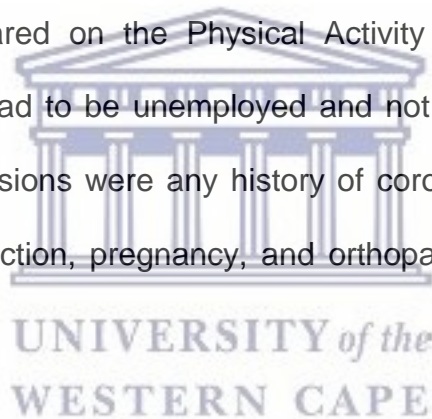 ared on the Physical Activity
ad to be unemployed and not
sions were any history of coro
ction, pregnancy, and orthopa
UNIVERSITY of the
WESTERN CAPE